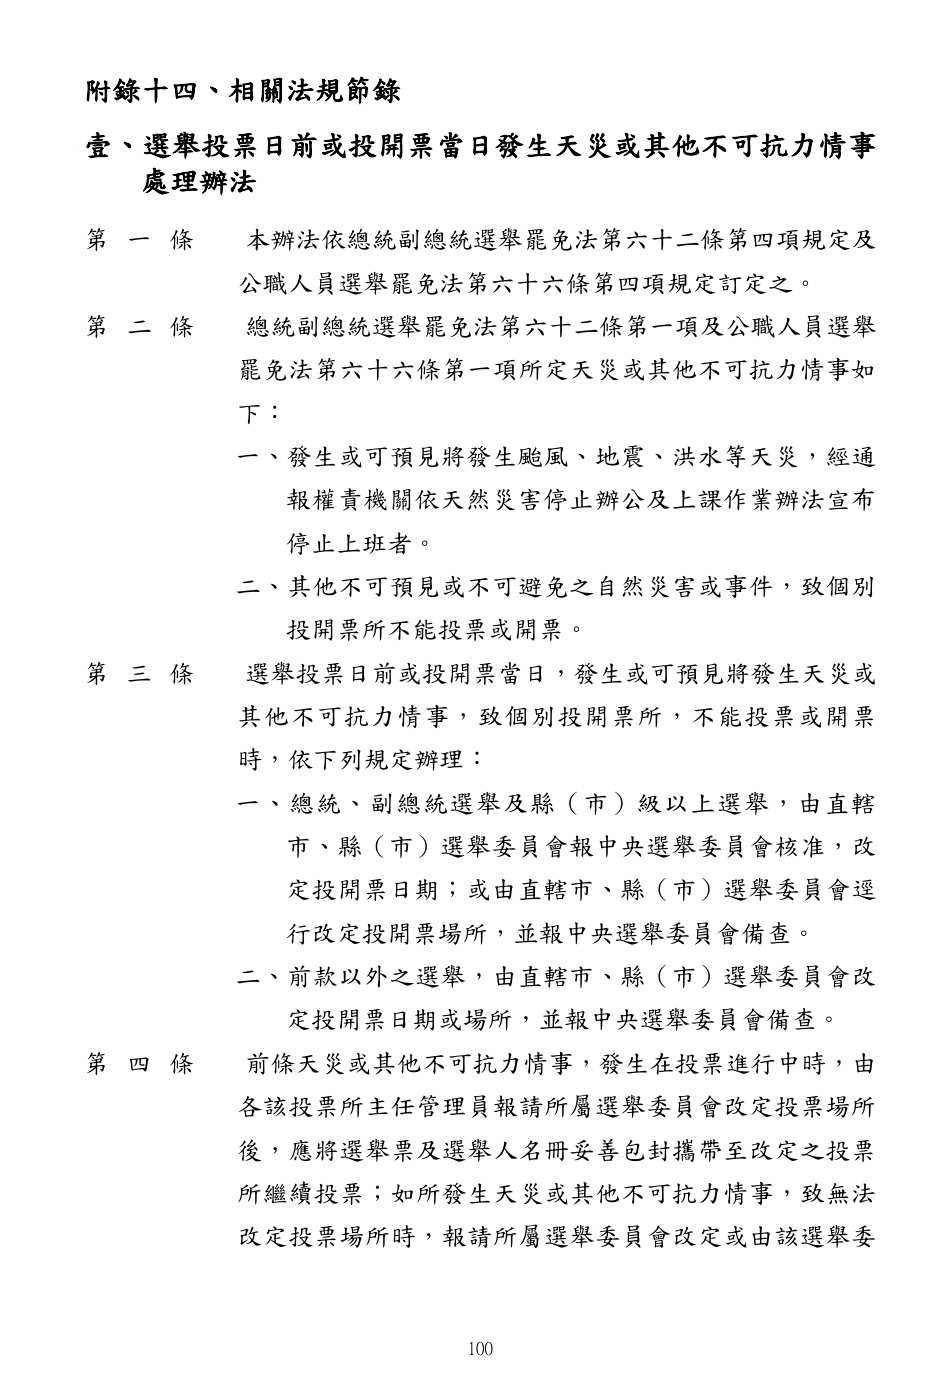 附錄十四、相關法規節錄
壹、選舉投票日前或投開票當日發生天災或其他不可抗力情事
處理辦法
第一條 本辦法依總統副總統選舉罷免法第六十二條第四項規定及
公職人員選舉罷免法第六十六條第四項規定訂定之。
第二條 總統副總統選舉罷免法第六十二條第一項及公職人員選舉
罷免法第六十六條第一項所定天災或其他不可抗力情事如
下：
一、發生或可預見將發生颱風、地震、洪水等天災，經通
報權責機關依天然災害停止辦公及上課作業辦法宣布
停止上班者。
二、其他不可預見或不可避免之自然災害或事件，致個別
投開票所不能投票或開票。
第三條 選舉投票日前或投開票當日，發生或可預見將發生天災或
其他不可抗力情事，致個別投開票所，不能投票或開票
時，依下列規定辦理：
一、總統、副總統選舉及縣（市）級以上選舉，由直轄
市、縣（市）選舉委員會報中央選舉委員會核准，改
定投開票日期；或由直轄市、縣（市）選舉委員會逕
行改定投開票場所，並報中央選舉委員會備查。
二、前款以外之選舉，由直轄市、縣（市）選舉委員會改
定投開票日期或場所，並報中央選舉委員會備查。
第四條 前條天災或其他不可抗力情事，發生在投票進行中時，由
各該投票所主任管理員報請所屬選舉委員會改定投票場所
後，應將選舉票及選舉人名冊妥善包封攜帶至改定之投票
所繼續投票；如所發生天災或其他不可抗力情事，致無法
改定投票場所時，報請所屬選舉委員會改定或由該選舉委
100